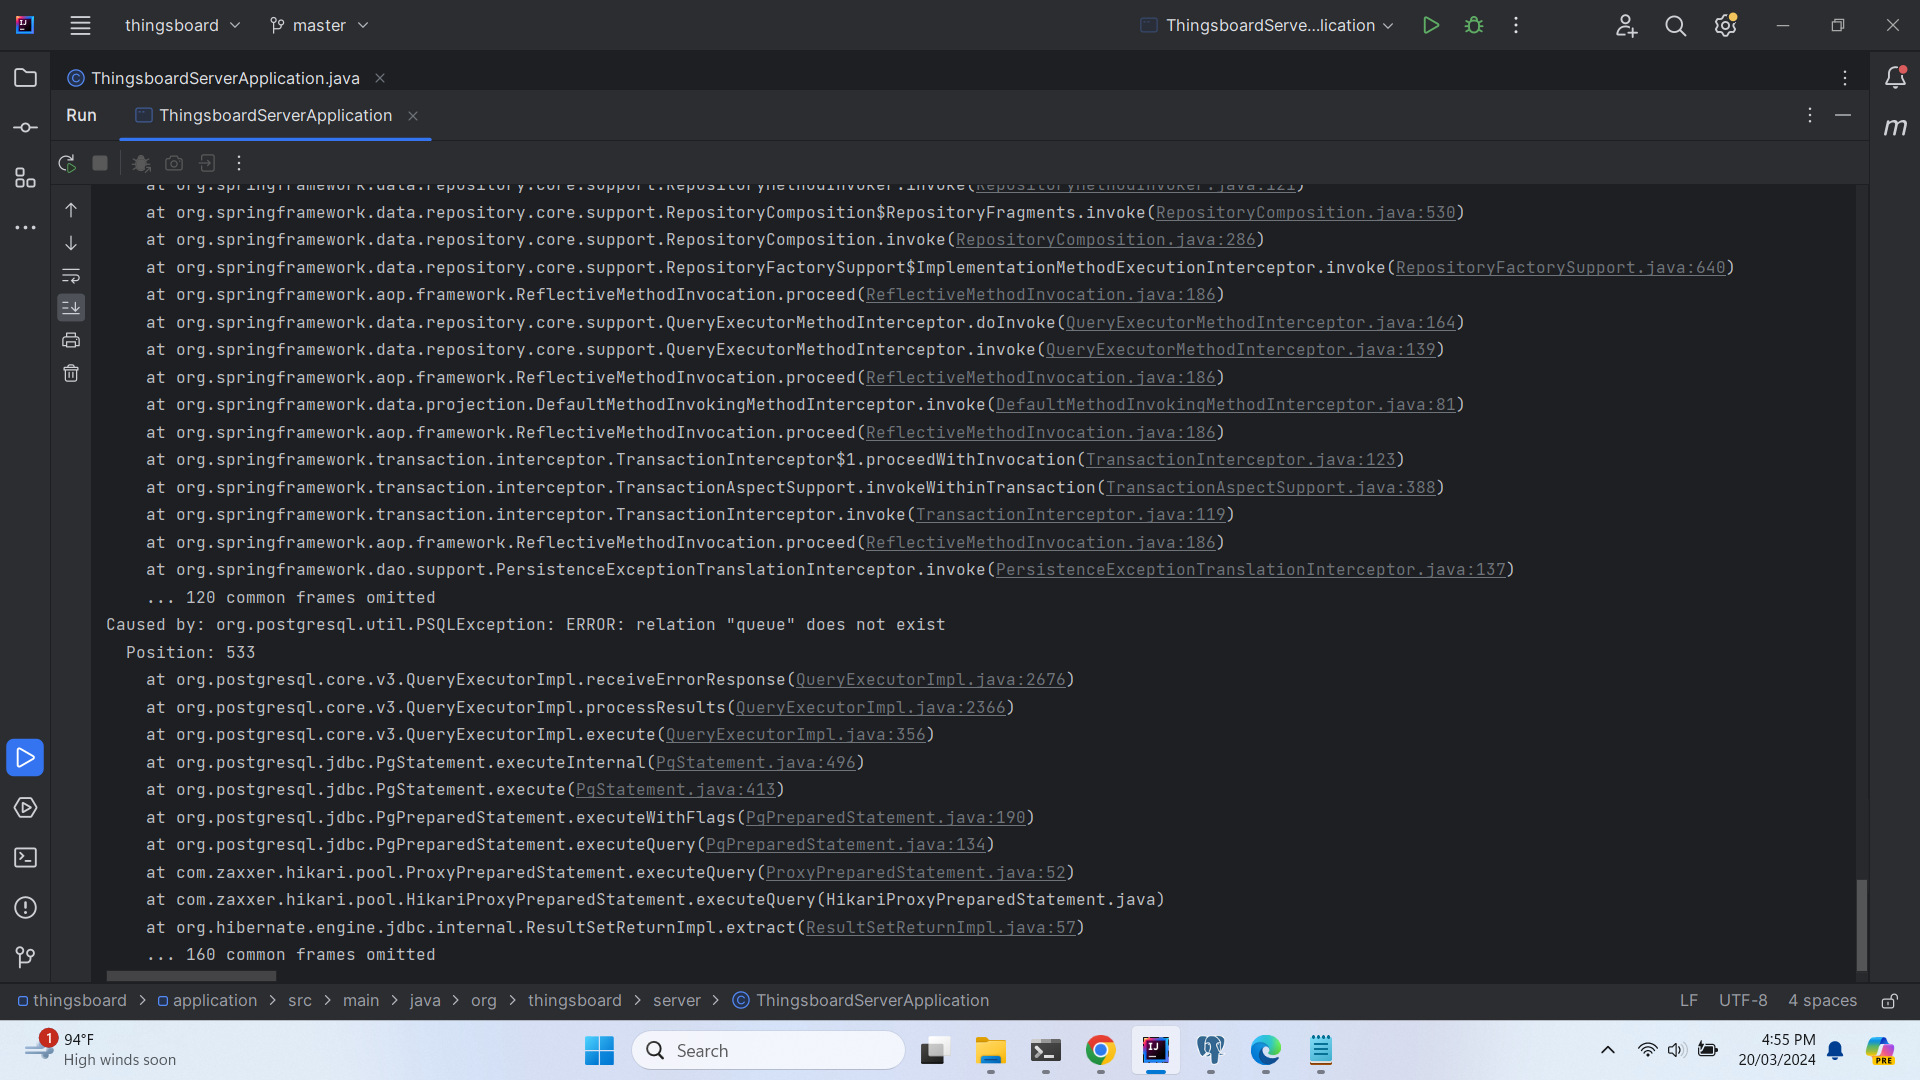 thingsboard
master
ThingsboardServe...lication
ThingsboardServerApplication.java
Run
ThingsboardServerApplication
at org.springframework.data.repository.core.support.RepositoryMethodInvoker.invoke(RepositoryMethodInvoker.java:121)
at org.springframework.data.repository.core.support.RepositoryComposition$RepositoryFragments.invoke(RepositoryComposition.java:530)
at org.springframework.data.repository.core.support.RepositoryComposition.invoke(RepositoryComposition.java:286)
at org.springframework.data.repository.core.support.RepositoryFactorySupport$ImplementationMethodExecutionInterceptor.invoke(RepositoryFactorySupport.java:640)
at org.springframework.aop.framework.ReflectiveMethodInvocation.proceed(ReflectiveMethodInvocation.java:186)
at org.springframework.data.repository.core.support.QueryExecutorMethodInterceptor.doInvoke(QueryExecutorMethodInterceptor.java:164)
at org.springframework.data.repository.core.support.QueryExecutorMethodInterceptor.invoke(QueryExecutorMethodInterceptor.java:139)
at org.springframework.aop.framework.ReflectiveMethodInvocation.proceed(ReflectiveMethodInvocation.java:186)
at org.springframework.data.projection.DefaultMethodInvokingMethodInterceptor.invoke(DefaultMethodInvokingMethodInterceptor.java:81)
at org.springframework.aop.framework.ReflectiveMethodInvocation.proceed(ReflectiveMethodInvocation.java:186)
at org.springframework.transaction.interceptor.TransactionInterceptor$1.proceedWithInvocation(TransactionInterceptor.java:123)
at org.springframework.transaction.interceptor.TransactionAspectSupport.invokeWithinTransaction(TransactionAspectSupport.java:388)
at org.springframework.transaction.interceptor.TransactionInterceptor.invoke(TransactionInterceptor.java:119)
at org.springframework.aop.framework.ReflectiveMethodInvocation.proceed(ReflectiveMethodInvocation.java:186)
at org.springframework.dao.support.PersistenceExceptionTranslationInterceptor.invoke(PersistenceExceptionTranslationInterceptor.java:137)
... 120 common frames omitted
Caused by: org.postgresql.util.PSQLException: ERROR: relation "queue" does not exist
Position: 533
at org.postgresql.core.v3.QueryExecutorImpl.receiveErrorResponse(QueryExecutorImpl.java:2676)
at org.postgresql.core.v3.QueryExecutorImpl.processResults(QueryExecutorImpl.java:2366)
at org.postgresql.core.v3.QueryExecutorImpl.execute(QueryExecutorImpl.java:356)
at org.postgresql.jdbc.PgStatement.executeInternal(PgStatement.java:496)
at org.postgresql.jdbc.PgStatement.execute(PgStatement.java:413)
at org.postgresql.jdbc.PgPreparedStatement.executeWithFlags(PgPreparedStatement.java:190)
at org.postgresql.jdbc.PgPreparedStatement.executeQuery(PgPreparedStatement.java:134)
at com.zaxxer.hikari.pool.ProxyPreparedStatement.executeQuery(ProxyPreparedStatement.java:52)
at com.zaxxer.hikari.pool.HikariProxyPreparedStatement.executeQuery(HikariProxyPreparedStatement.java)
at org.hibernate.engine.jdbc.internal.ResultSetReturnImpl.extract(ResultSetReturnImpl.java:57)
... 160 common frames omitted
thingsboard > application > src > main > java > org > thingsboard > server > ThingsboardServerApplication
LF UTF-8 4 spaces
1
94°F
High winds soon
Search
4:55 PM
20/03/2024
PRE